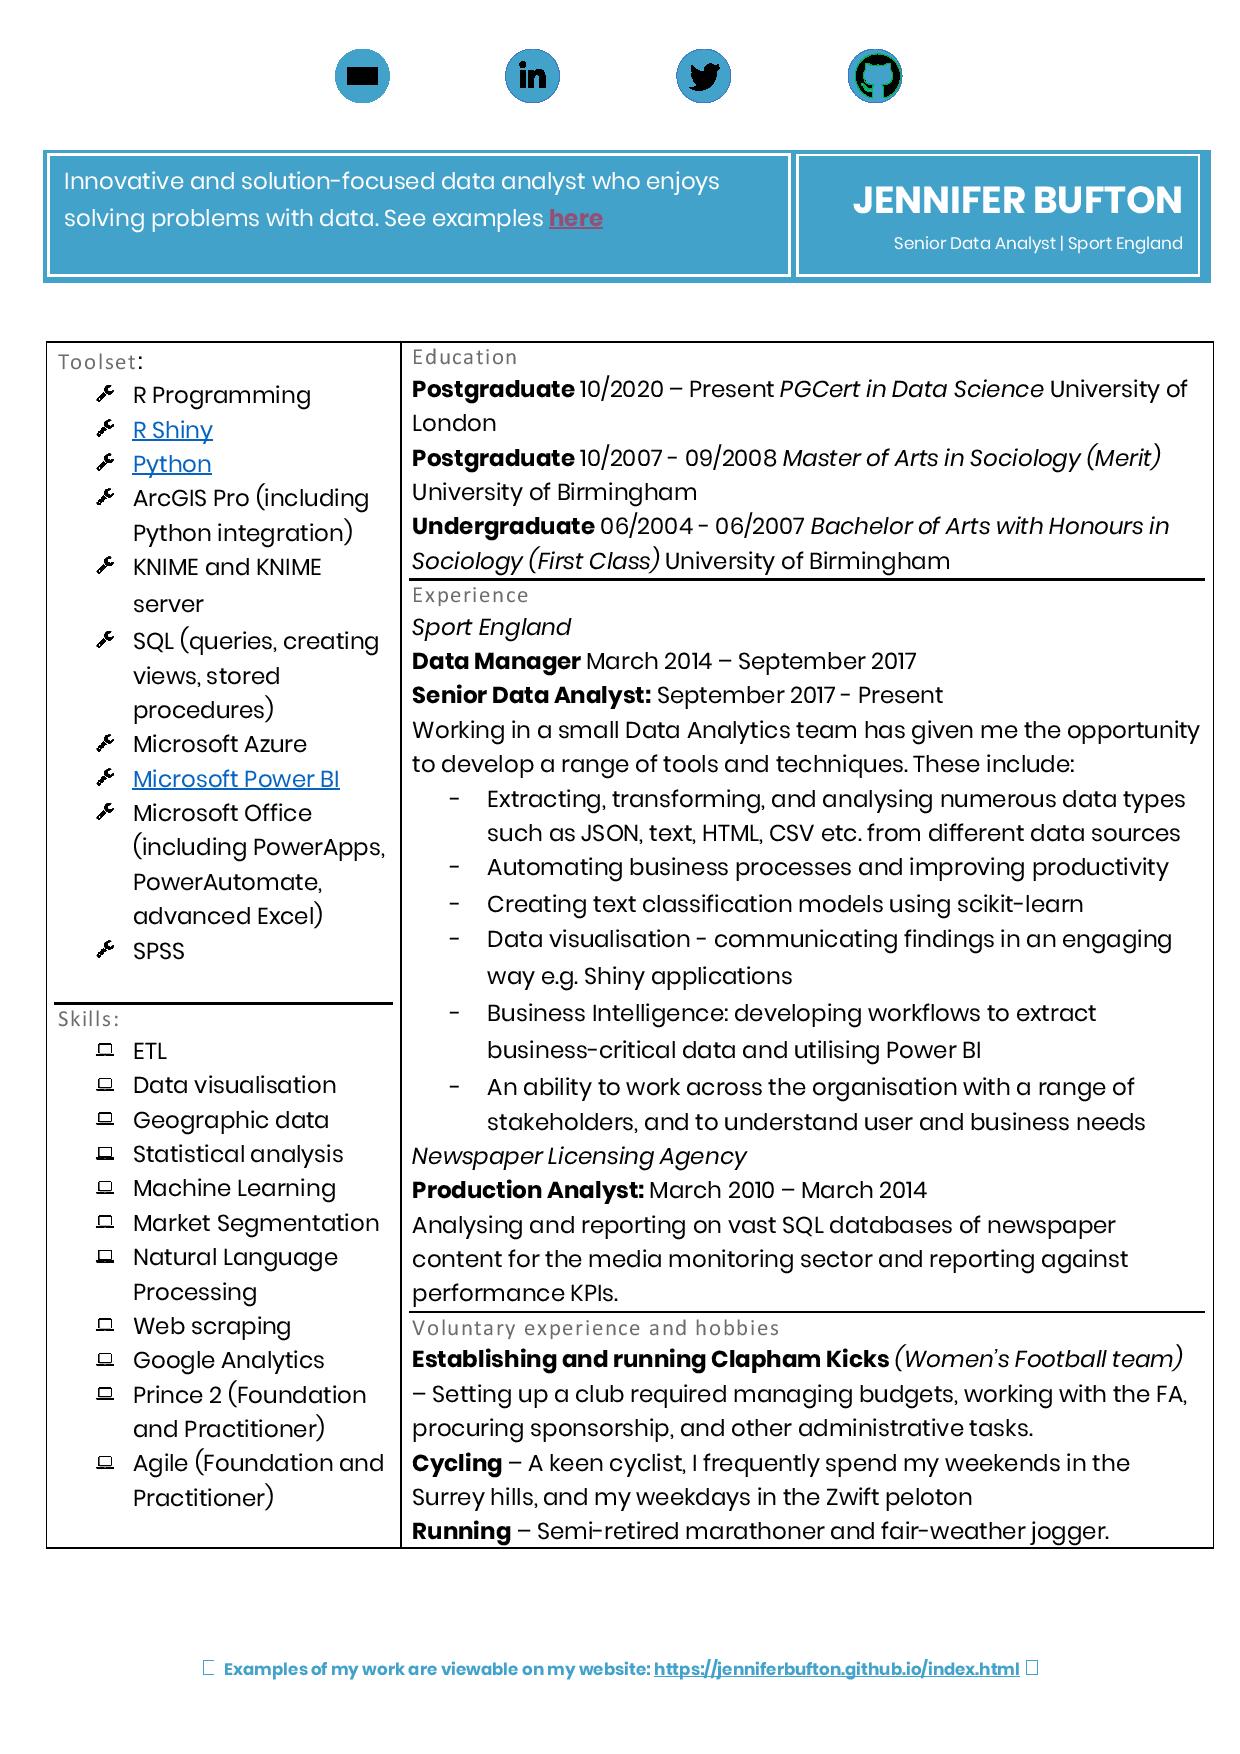 in
Innovative and solution-focused data analyst who enjoys
solving problems with data. See examples here
JENNIFER BUFTON
Senior Data Analyst | Sport England
Toolset:
R Programming
R Shiny
Python
ArcGIS Pro (including
Python integration)
KNIME and KNIME
server
SQL (queries, creating
views, stored
procedures)
Microsoft Azure
Microsoft Power BI
Microsoft Office
(including PowerApps,
PowerAutomate,
advanced Excel)
SPSS
Skills:
ETL
Data visualisation
Geographic data
Statistical analysis
Machine Learning
Market Segmentation
Natural Language
Processing
Web scraping
Google Analytics
Prince 2 (Foundation
and Practitioner)
Agile (Foundation and
Practitioner)
Education
Postgraduate 10/2020 – Present PGCert in Data Science University of
London
Postgraduate 10/2007 - 09/2008 Master of Arts in Sociology (Merit)
University of Birmingham
Undergraduate 06/2004 - 06/2007 Bachelor of Arts with Honours in
Sociology (First Class) University of Birmingham
Experience
Sport England
Data Manager March 2014 – September 2017
Senior Data Analyst: September 2017 - Present
Working in a small Data Analytics team has given me the opportunity
to develop a range of tools and techniques. These include:
- Extracting, transforming, and analysing numerous data types
such as JSON, text, HTML, CSV etc. from different data sources
- Automating business processes and improving productivity
- Creating text classification models using scikit-learn
- Data visualisation - communicating findings in an engaging
way e.g. Shiny applications
- Business Intelligence: developing workflows to extract
business-critical data and utilising Power BI
- An ability to work across the organisation with a range of
stakeholders, and to understand user and business needs
Newspaper Licensing Agency
Production Analyst: March 2010 – March 2014
Analysing and reporting on vast SQL databases of newspaper
content for the media monitoring sector and reporting against
performance KPIs.
Voluntary experience and hobbies
Establishing and running Clapham Kicks (Women's Football team)
– Setting up a club required managing budgets, working with the FA,
procuring sponsorship, and other administrative tasks.
Cycling – A keen cyclist, I frequently spend my weekends in the
Surrey hills, and my weekdays in the Zwift peloton
Running – Semi-retired marathoner and fair-weather jogger.
Examples of my work are viewable on my website: https://jenniferbufton.github.io/index.html